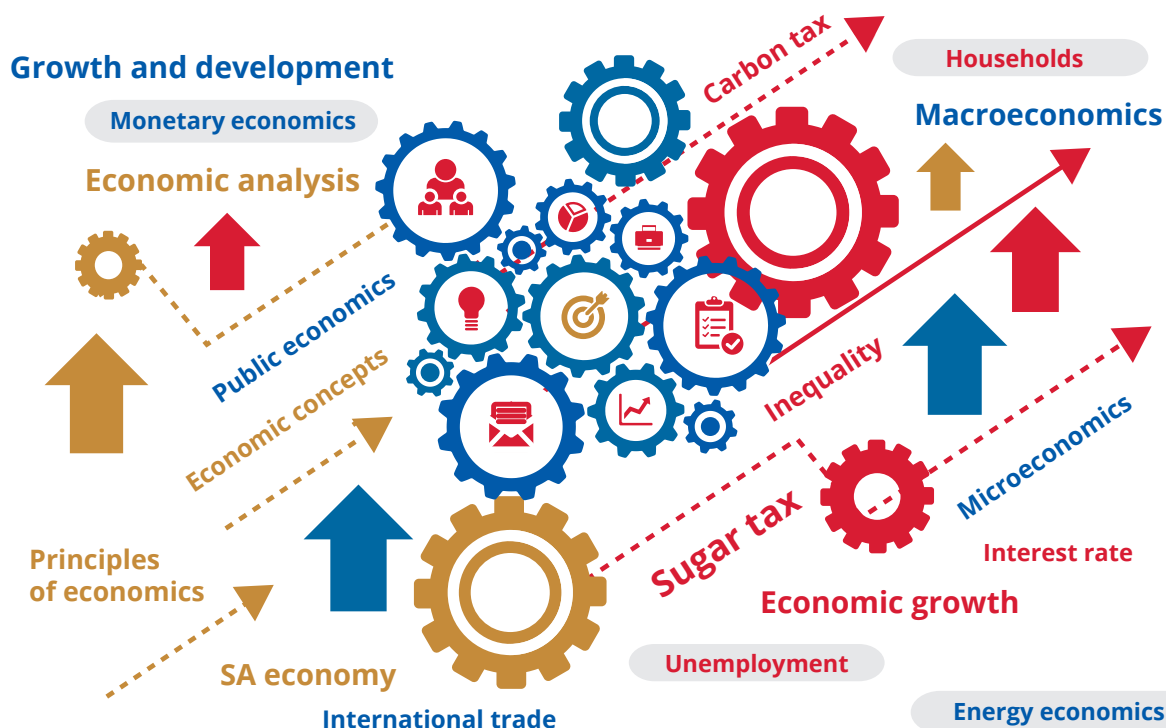 Growth and development
Monetary economics
Economic analysis
Carbon tax
Households
Macroeconomics
Public economics
Economic concepts
Inequality
Microeconomics
Principles
of economics
Sugar tax
Interest rate
Economic growth
SA economy
Unemployment
International trade
Energy economics